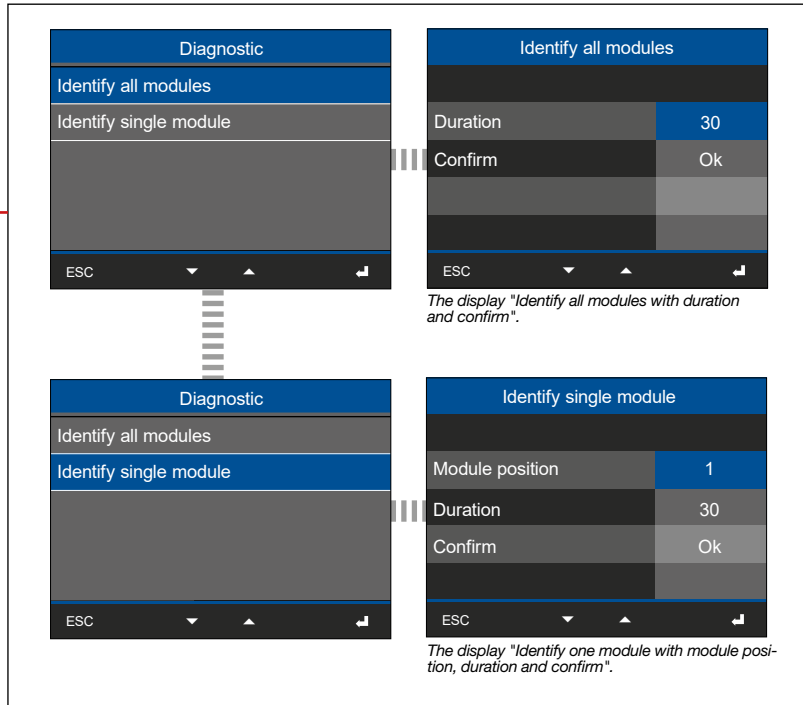 Diagnostic
Identify all modules
Identify single module
ESC
Identify all modules
Duration 30
Confirm Ok
ESC
The display "Identify all modules with duration
and confirm".
Diagnostic
Identify all modules
Identify single module
ESC
Identify single module
Module position 1
Duration 30
Confirm Ok
ESC
The display "Identify one module with module posi-
tion, duration and confirm".